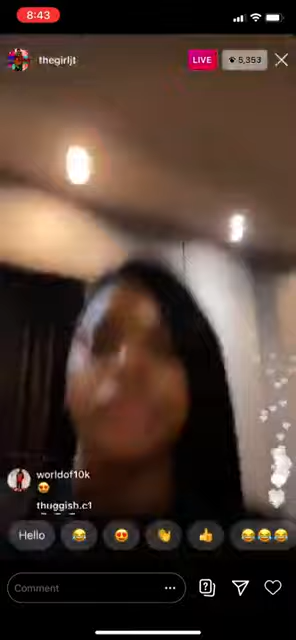 8:43
thegirljt
LIVE
5,353
worldof10k
😍
thuggish.c1
Hello
😂
😍
👏
👍
😂😂😂
Comment